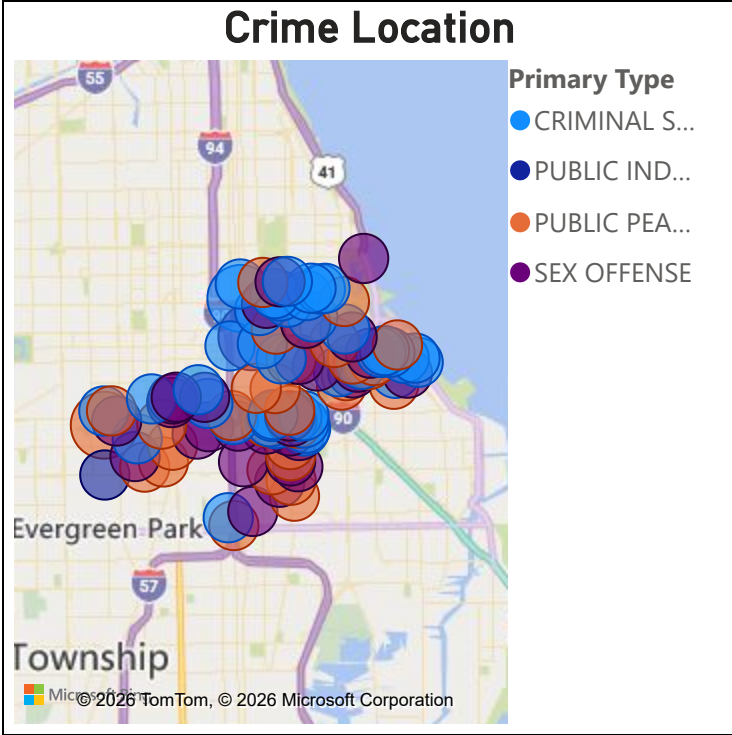 Crime Location
55
94
41
Primary Type
CRIMINAL S...
PUBLIC IND...
PUBLIC PEA...
SEX OFFENSE
90
Evergreen Park
57
Township
© 2026 TomTom, © 2026 Microsoft Corporation